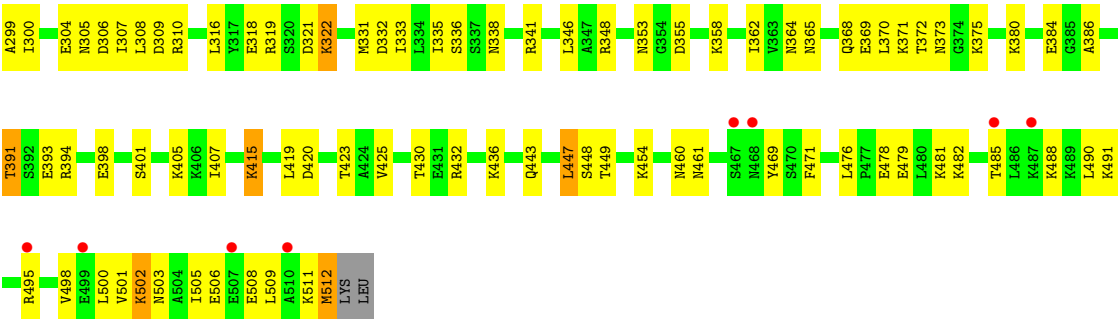 A299 I300 E304 N305 D306 I307 L308 D309 R310 L316 Y317 E318 R319 S320 D321 K322 M331 D332 I333 L334 I335 S336 S337 N338 R341 L346 A347 R348 N353 G354 D355 K358 I362 V363 N364 N365 Q368 E369 L370 K371 T372 N373 G374 K375 K380 E384 G385 A386
T391 S392 E393 R394 E398 S401 K405 K406 I407 K415 L419 D420 T423 A424 V425 T430 E431 R432 K436 Q443 L447 S448 T449 K454 N460 N461 S467 N468 Y469 S470 F471 L476 P477 E478 E479 L480 K481 K482 T485 L486 K487 K488 K489 L490 K491
R495 V498 E499 L500 V501 K502 N503 A504 I505 E506 E507 E508 L509 A510 K511 M512 LYS LEU